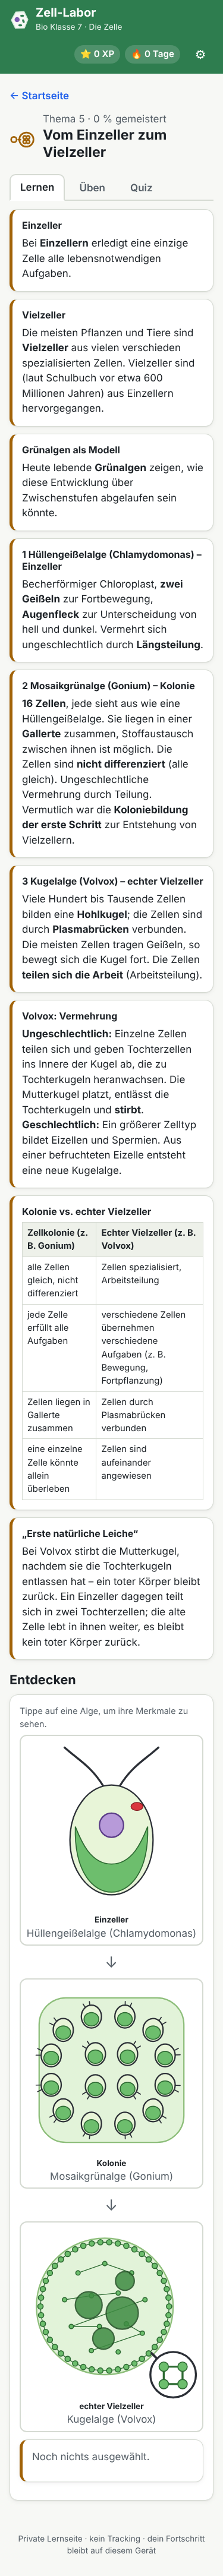 Zell-Labor
Bio Klasse 7 · Die Zelle
⭐ 0 XP
🔥 0 Tage
← Startseite
Thema 5 · 0 % gemeistert
Vom Einzeller zum
Vielzeller
Lernen
Üben
Quiz
Einzeller
Bei Einzellern erledigt eine einzige
Zelle alle lebensnotwendigen
Aufgaben.
Vielzeller
Die meisten Pflanzen und Tiere sind
Vielzeller aus vielen verschieden
spezialisierten Zellen. Vielzeller sind
(laut Schulbuch vor etwa 600
Millionen Jahren) aus Einzellern
hervorgegangen.
Grünalgen als Modell
Heute lebende Grünalgen zeigen, wie
diese Entwicklung über
Zwischenstufen abgelaufen sein
könnte.
1 Hüllengeißelalge (Chlamydomonas) –
Einzeller
Becherförmiger Chloroplast, zwei
Geißeln zur Fortbewegung,
Augenfleck zur Unterscheidung von
hell und dunkel. Vermehrt sich
ungeschlechtlich durch Längsteilung.
2 Mosaikgrünalge (Gonium) – Kolonie
16 Zellen, jede sieht aus wie eine
Hüllengeißelalge. Sie liegen in einer
Gallerte zusammen, Stoffaustausch
zwischen ihnen ist möglich. Die
Zellen sind nicht differenziert (alle
gleich). Ungeschlechtliche
Vermehrung durch Teilung.
Vermutlich war die Koloniebildung
der erste Schritt zur Entstehung von
Vielzellern.
3 Kugelalge (Volvox) – echter Vielzeller
Viele Hundert bis Tausende Zellen
bilden eine Hohlkugel; die Zellen sind
durch Plasmabrücken verbunden.
Die meisten Zellen tragen Geißeln, so
bewegt sich die Kugel fort. Die Zellen
teilen sich die Arbeit (Arbeitsteilung).
Volvox: Vermehrung
Ungeschlechtlich: Einzelne Zellen
teilen sich und geben Tochterzellen
ins Innere der Kugel ab, die zu
Tochterkugeln heranwachsen. Die
Mutterkugel platzt, entlässt die
Tochterkugeln und stirbt.
Geschlechtlich: Ein größerer Zelltyp
bildet Eizellen und Spermien. Aus
einer befruchteten Eizelle entsteht
eine neue Kugelalge.
Kolonie vs. echter Vielzeller
Zellkolonie (z.
B. Gonium)
Echter Vielzeller (z. B.
Volvox)
alle Zellen
gleich, nicht
differenziert
Zellen spezialisiert,
Arbeitsteilung
jede Zelle
erfüllt alle
Aufgaben
verschiedene Zellen
übernehmen
verschiedene
Aufgaben (z. B.
Bewegung,
Fortpflanzung)
Zellen liegen in
Gallerte
zusammen
Zellen durch
Plasmabrücken
verbunden
eine einzelne
Zelle könnte
allein
überleben
Zellen sind
aufeinander
angewiesen
„Erste natürliche Leiche“
Bei Volvox stirbt die Mutterkugel,
nachdem sie die Tochterkugeln
entlassen hat – ein toter Körper bleibt
zurück. Ein Einzeller dagegen teilt
sich in zwei Tochterzellen; die alte
Zelle lebt in ihnen weiter, es bleibt
kein toter Körper zurück.
Entdecken
Tippe auf eine Alge, um ihre Merkmale zu
sehen.
Einzeller
Hüllengeißelalge (Chlamydomonas)
↓
Kolonie
Mosaikgrünalge (Gonium)
↓
echter Vielzeller
Kugelalge (Volvox)
Noch nichts ausgewählt.
Private Lernseite · kein Tracking · dein Fortschritt
bleibt auf diesem Gerät